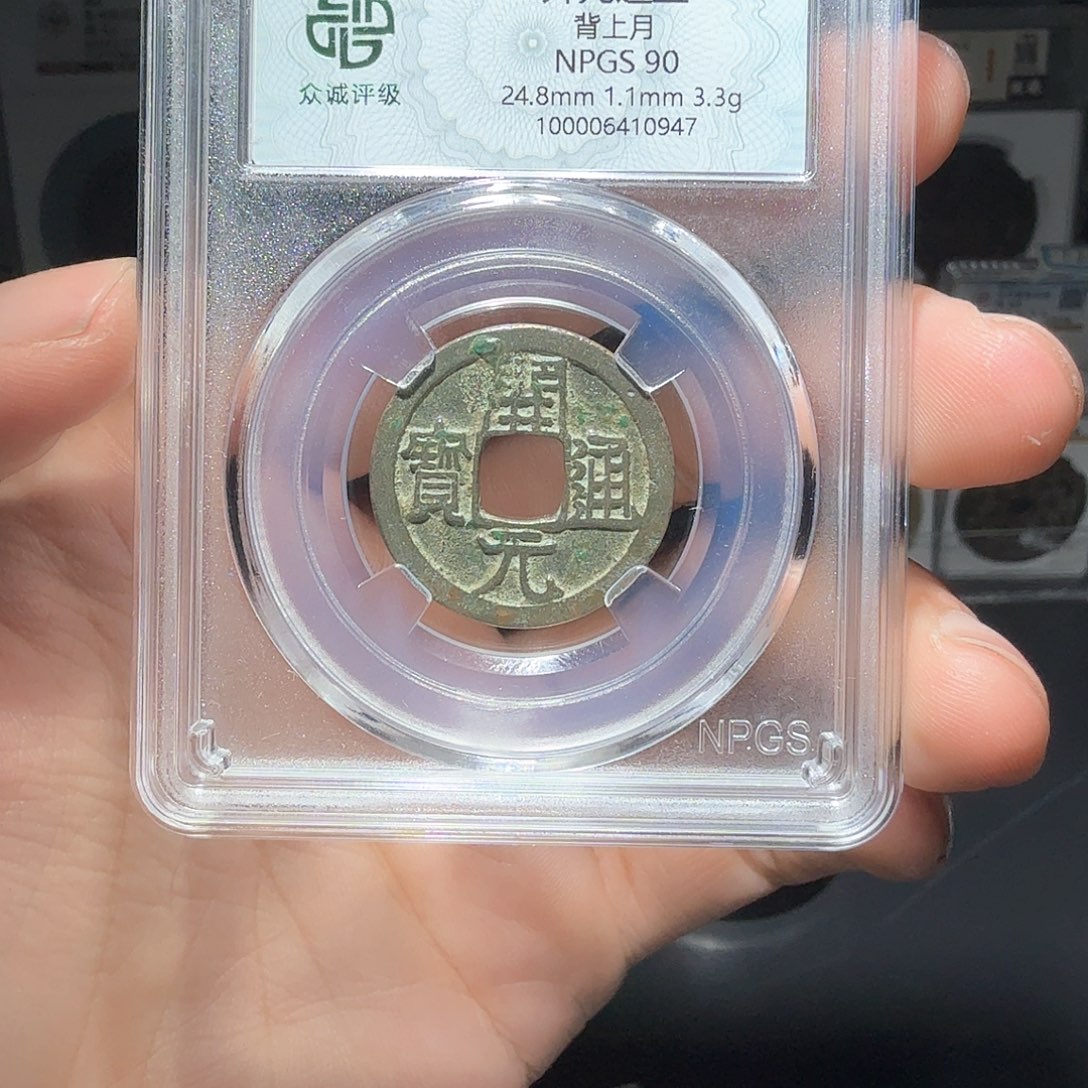 众诚评级
背上月
NPGS 90
24.8mm 1.1mm 3.3g
100006410947
開
通
元
寶
NPGS